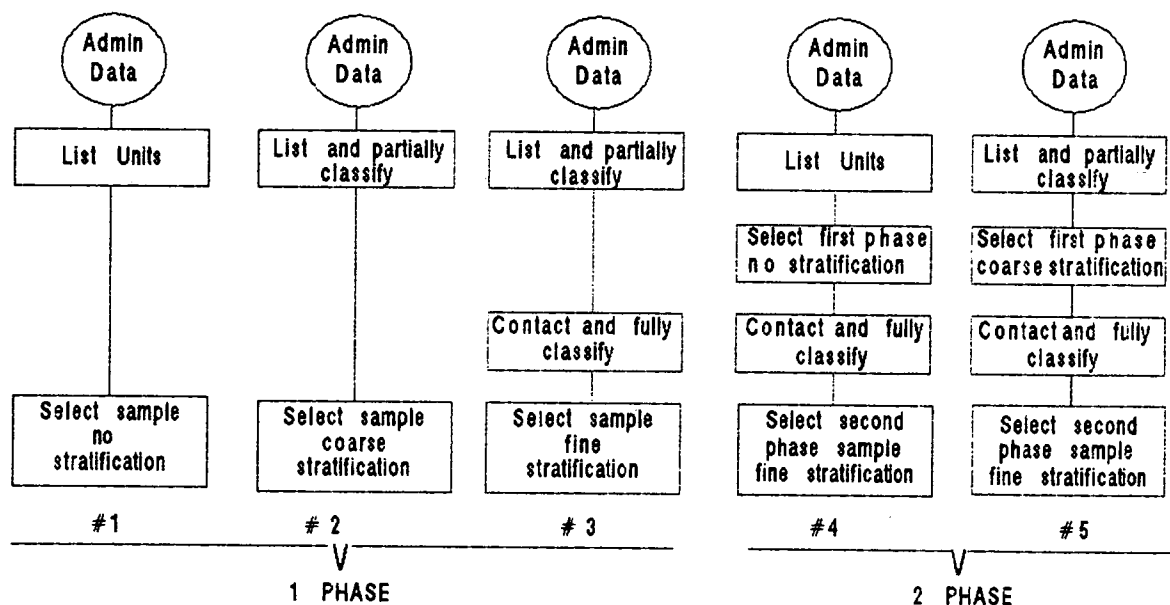 Admin
Data
List Units
Select sample
no
stratification
#1
Admin
Data
List and partially
classify
Select sample
coarse
stratification
#2
Admin
Data
List and partially
classify
Contact and fully
classify
Select sample
fine
stratification
#3
1 PHASE
Admin
Data
List Units
Select first phase
no stratification
Contact and fully
classify
Select second
phase sample
fine stratification
#4
Admin
Data
List and partially
classify
Select first phase
coarse stratification
Contact and fully
classify
Select second
phase sample
fine stratification
#5
2 PHASE